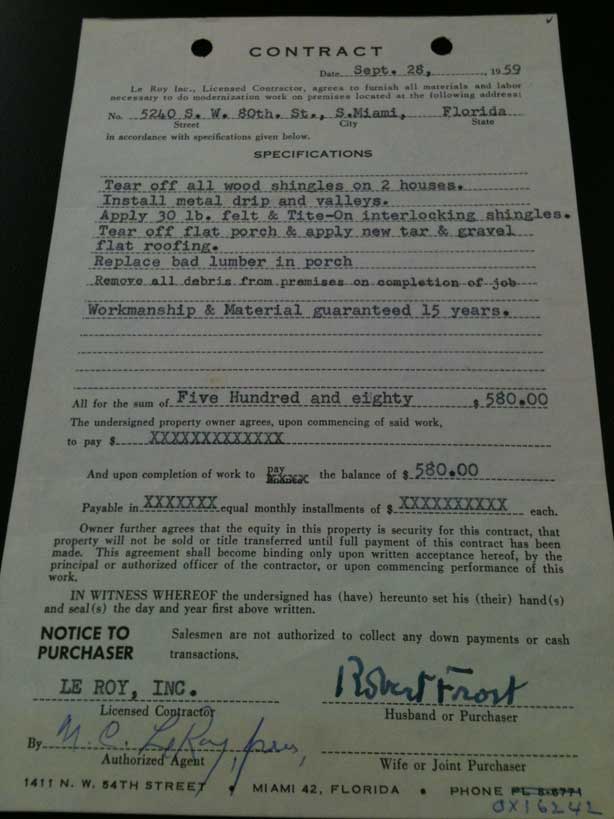 CONTRACT
Date Sept. 28, 1959
Le Roy Inc., Licensed Contractor, agrees to furnish all materials and labor
necessary to do modernization work on premises located at the following address:
No. 5240 S. W. 80th. St., S.Miami, Florida
Street City State
in accordance with specifications given below.
SPECIFICATIONS
Tear off all wood shingles on 2 houses.
Install metal drip and valleys.
Apply 30 lb. felt & Tite-On interlocking shingles.
Tear off flat porch & apply new tar & gravel
flat roofing.
Replace bad lumber in porch
Remove all debris from premises on completion of job
Workmanship & Material guaranteed 15 years.
All for the sum of Five Hundred and eighty $ 580.00
The undersigned property owner agrees, upon commencing of said work,
to pay $ XXXXXXXXXXXXX
And upon completion of work to pay the balance of $ 580.00
Payable in XXXXXXX equal monthly installments of $ XXXXXXXXXX each.
Owner further agrees that the equity in this property is security for this contract, that
property will not be sold or title transferred until full payment of this contract has been
made. This agreement shall become binding only upon written acceptance hereof, by the
principal or authorized officer of the contractor, or upon commencing performance of this
work.
IN WITNESS WHEREOF the undersigned has (have) hereunto set his (their) hand(s)
and seal(s) the day and year first above written.
NOTICE TO PURCHASER
Salesmen are not authorized to collect any down payments or cash
transactions.
LE ROY, INC. Robert Frost
Licensed Contractor Husband or Purchaser
By M. C. LeRoy, pres,
Authorized Agent Wife or Joint Purchaser
1411 N. W. 54TH STREET • MIAMI 42, FLORIDA • PHONE
OX16242